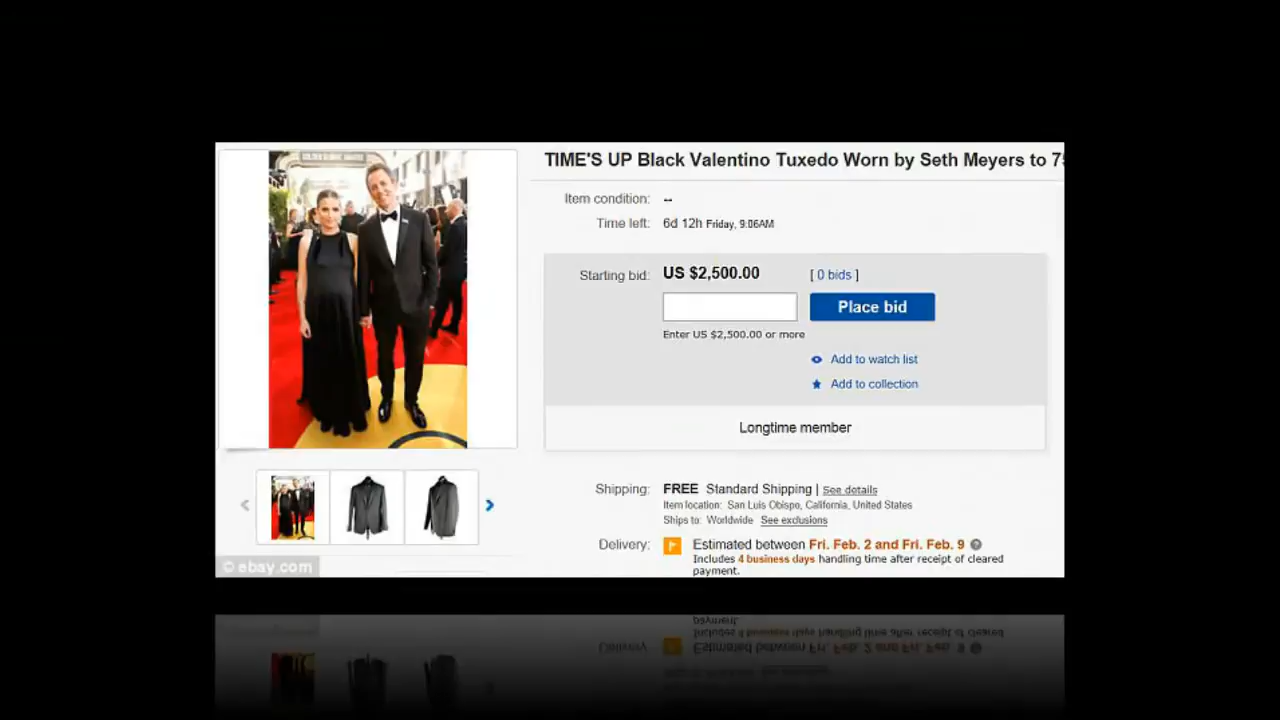 TIME'S UP Black Valentino Tuxedo Worn by Seth Meyers to 75
Item condition: --
Time left: 6d 12h Friday, 9:06AM
Starting bid: US $2,500.00 [ 0 bids ]
Place bid
Enter US $2,500.00 or more
Add to watch list
Add to collection
Longtime member
Shipping: FREE Standard Shipping | See details
Item location: San Luis Obispo, California, United States
Ships to: Worldwide See exclusions
Delivery: Estimated between Fri. Feb. 2 and Fri. Feb. 9
Includes 4 business days handling time after receipt of cleared
payment.
© ebay.com